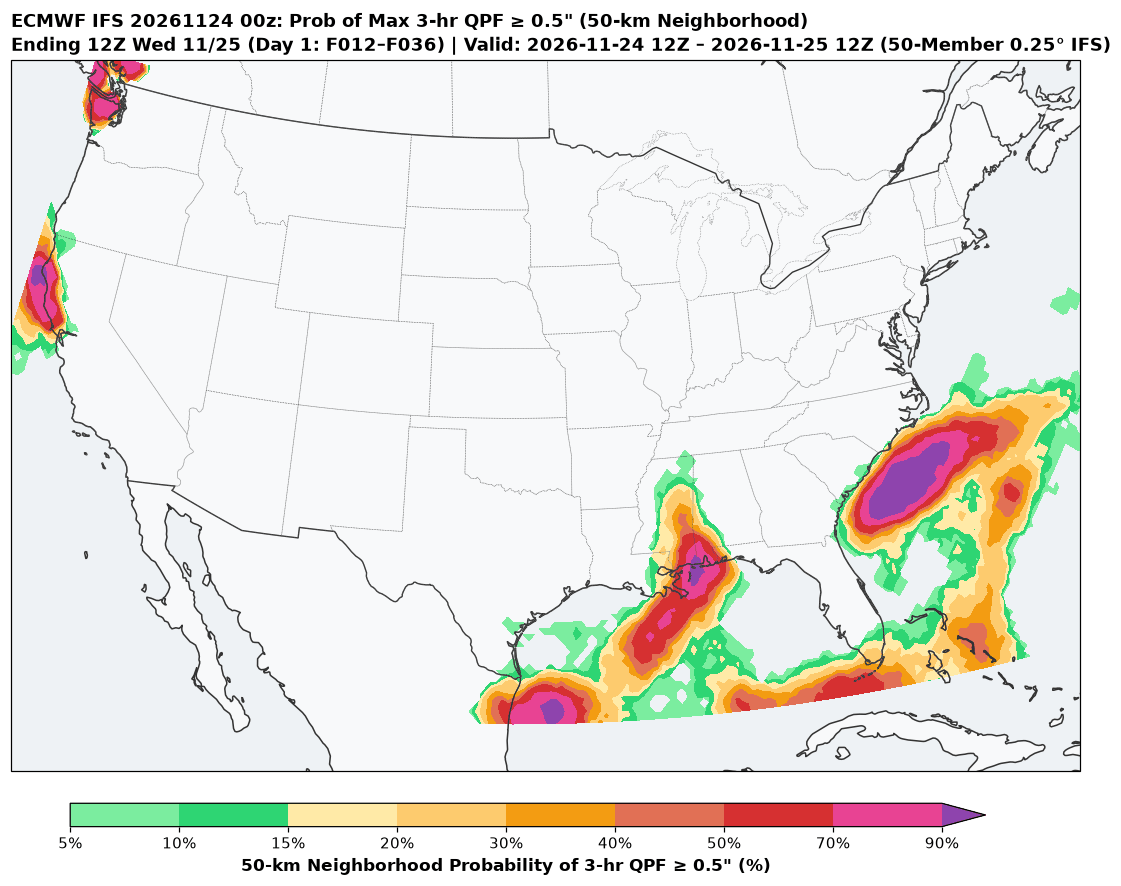 ECMWF IFS 20261124 00z: Prob of Max 3-hr QPF ≥ 0.5" (50-km Neighborhood)
Ending 12Z Wed 11/25 (Day 1: F012–F036) | Valid: 2026-11-24 12Z – 2026-11-25 12Z (50-Member 0.25° IFS)
5% 10% 15% 20% 30% 40% 50% 70% 90%
50-km Neighborhood Probability of 3-hr QPF ≥ 0.5" (%)